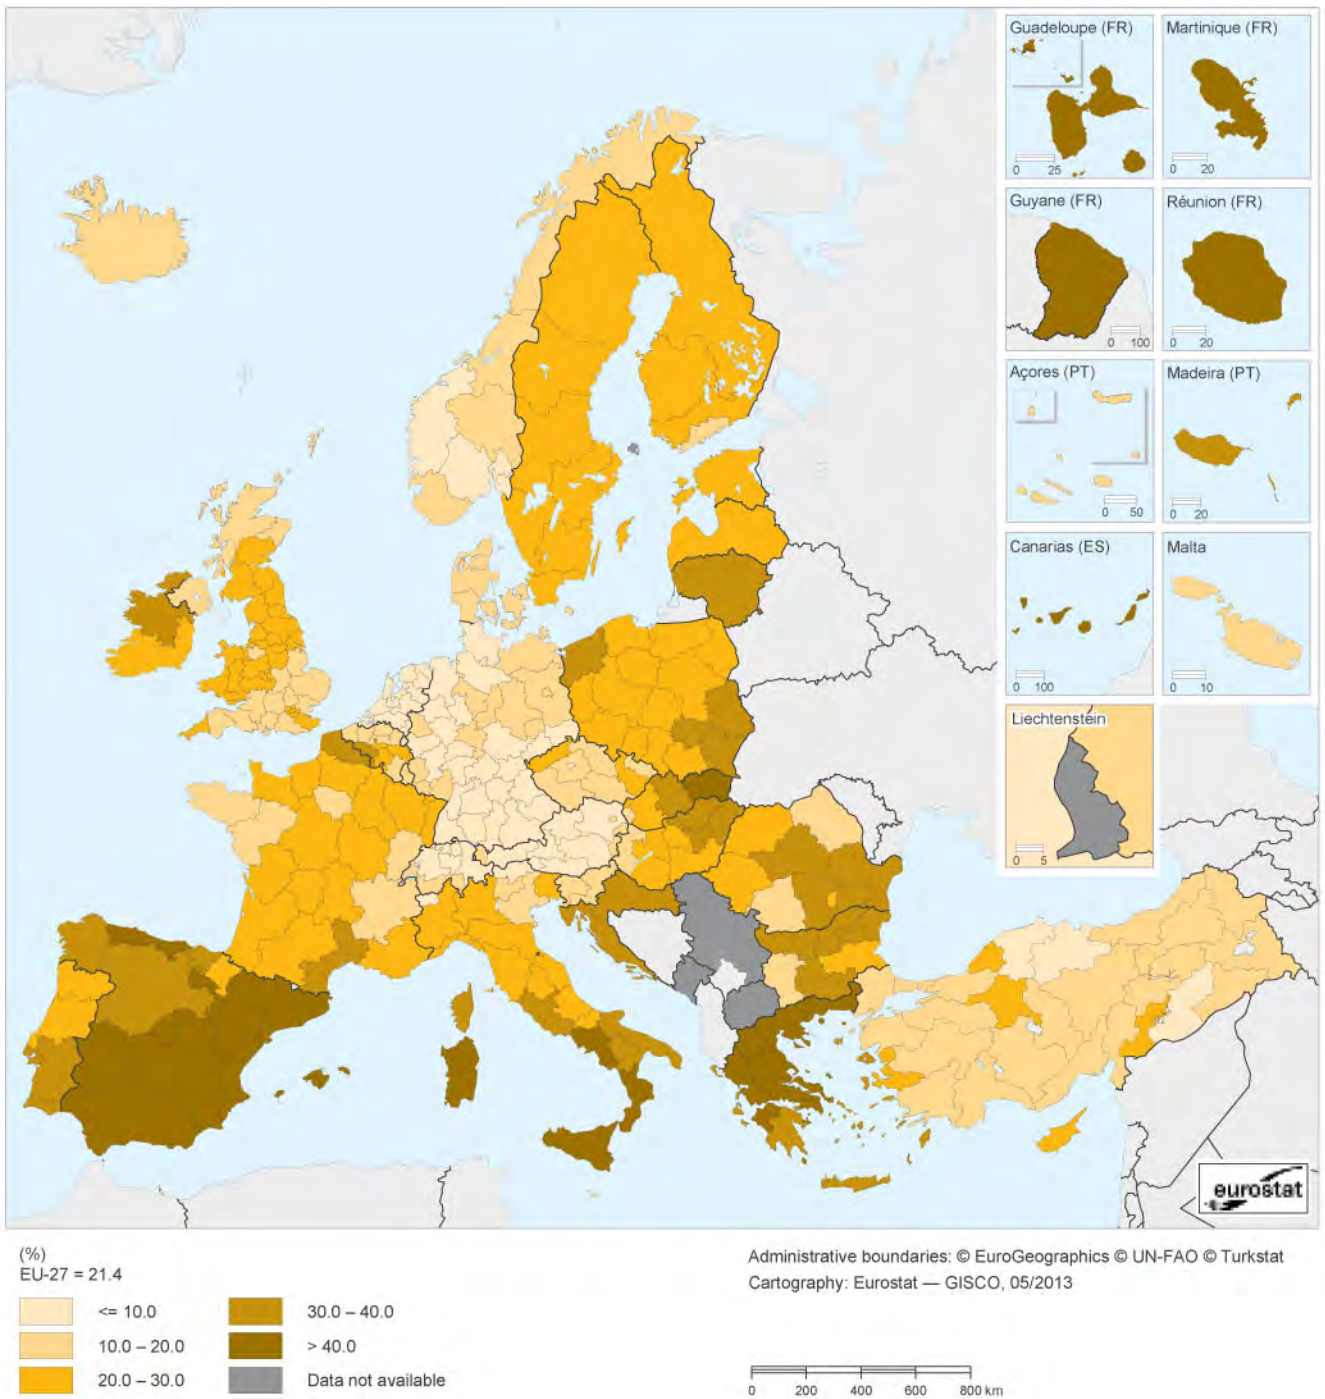 Guadeloupe (FR)
0 25
Martinique (FR)
0 20
Guyane (FR)
0 100
Réunion (FR)
0 20
Açores (PT)
0 50
Madeira (PT)
0 20
Canarias (ES)
0 100
Malta
0 10
Liechtenstein
0 5
eurostat
(%)
EU-27 = 21.4
<= 10.0
10.0 – 20.0
20.0 – 30.0
30.0 – 40.0
> 40.0
Data not available
Administrative boundaries: © EuroGeographics © UN-FAO © Turkstat
Cartography: Eurostat — GISCO, 05/2013
0 200 400 600 800 km